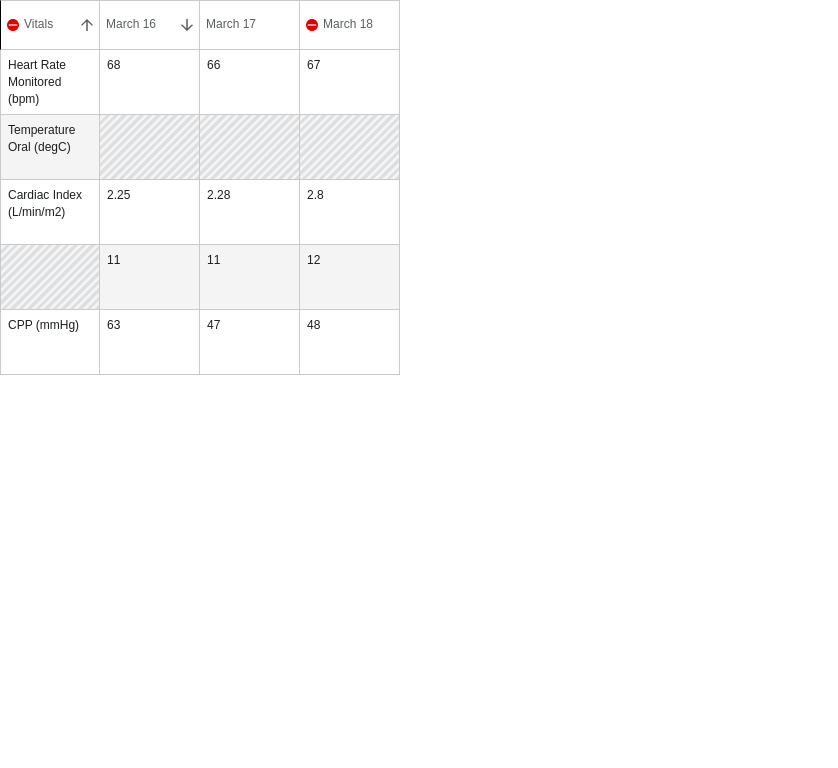 Vitals March 16 March 17 March 18
Heart Rate 68 66 67
Monitored
(bpm)
Temperature
Oral (degC)
Cardiac Index 2.25 2.28 2.8
(L/min/m2)
11 11 12
CPP (mmHg) 63 47 48